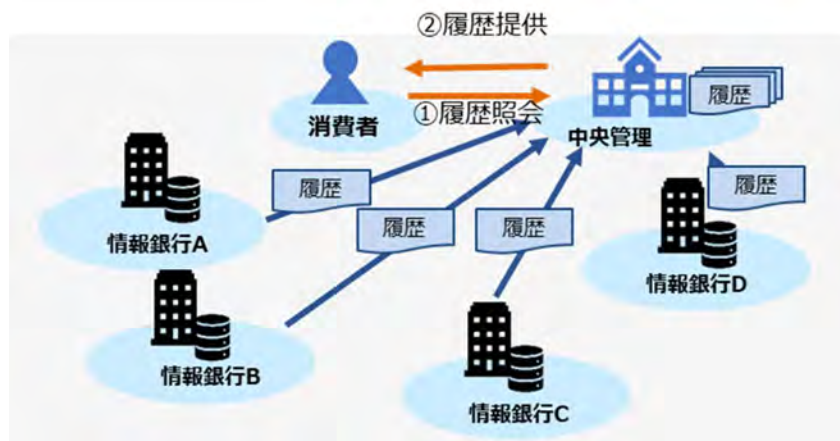 ②履歴提供
履歴
①履歴照会
消費者
中央管理
履歴
履歴
履歴
履歴
情報銀行A
情報銀行D
情報銀行B
情報銀行C